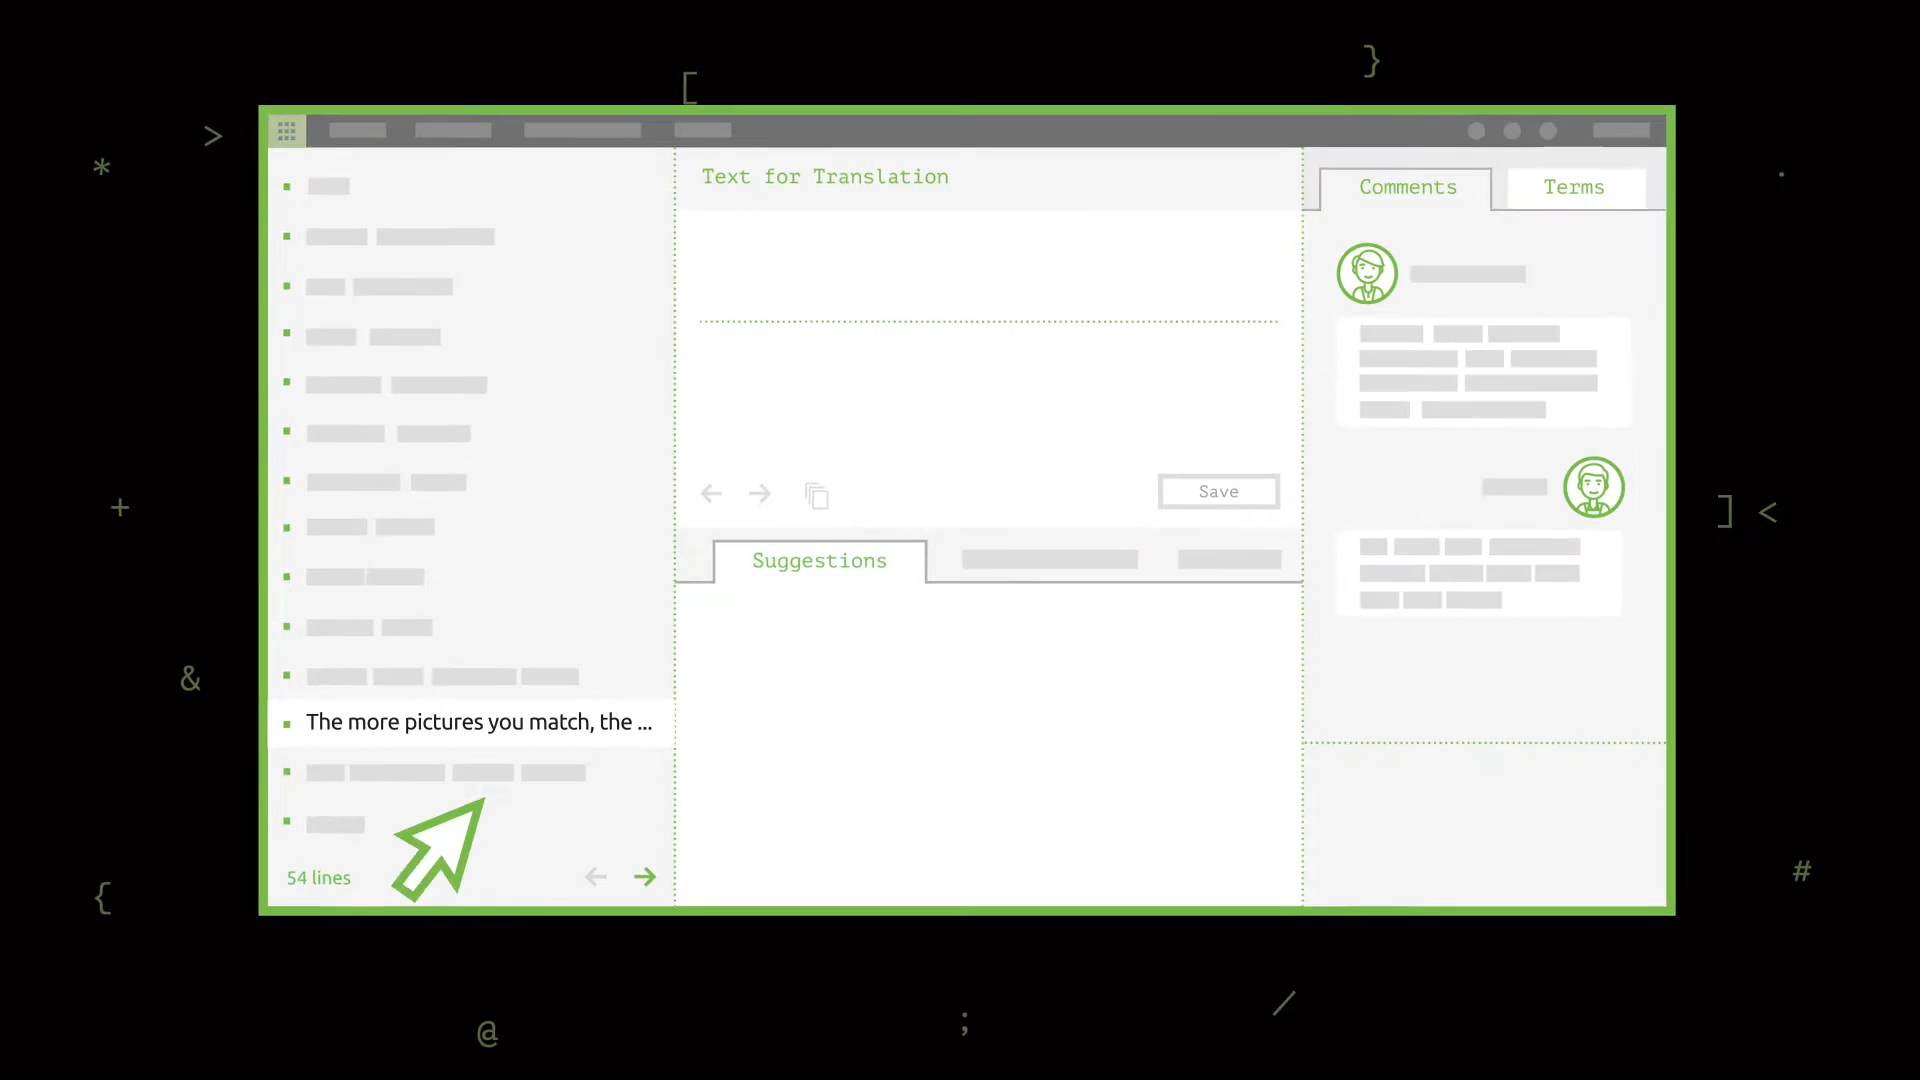 }
[
>
*
.
Text for Translation
Comments
Terms
Save
+
] <
Suggestions
&
The more pictures you match, the ...
54 lines
{
#
/
;
@